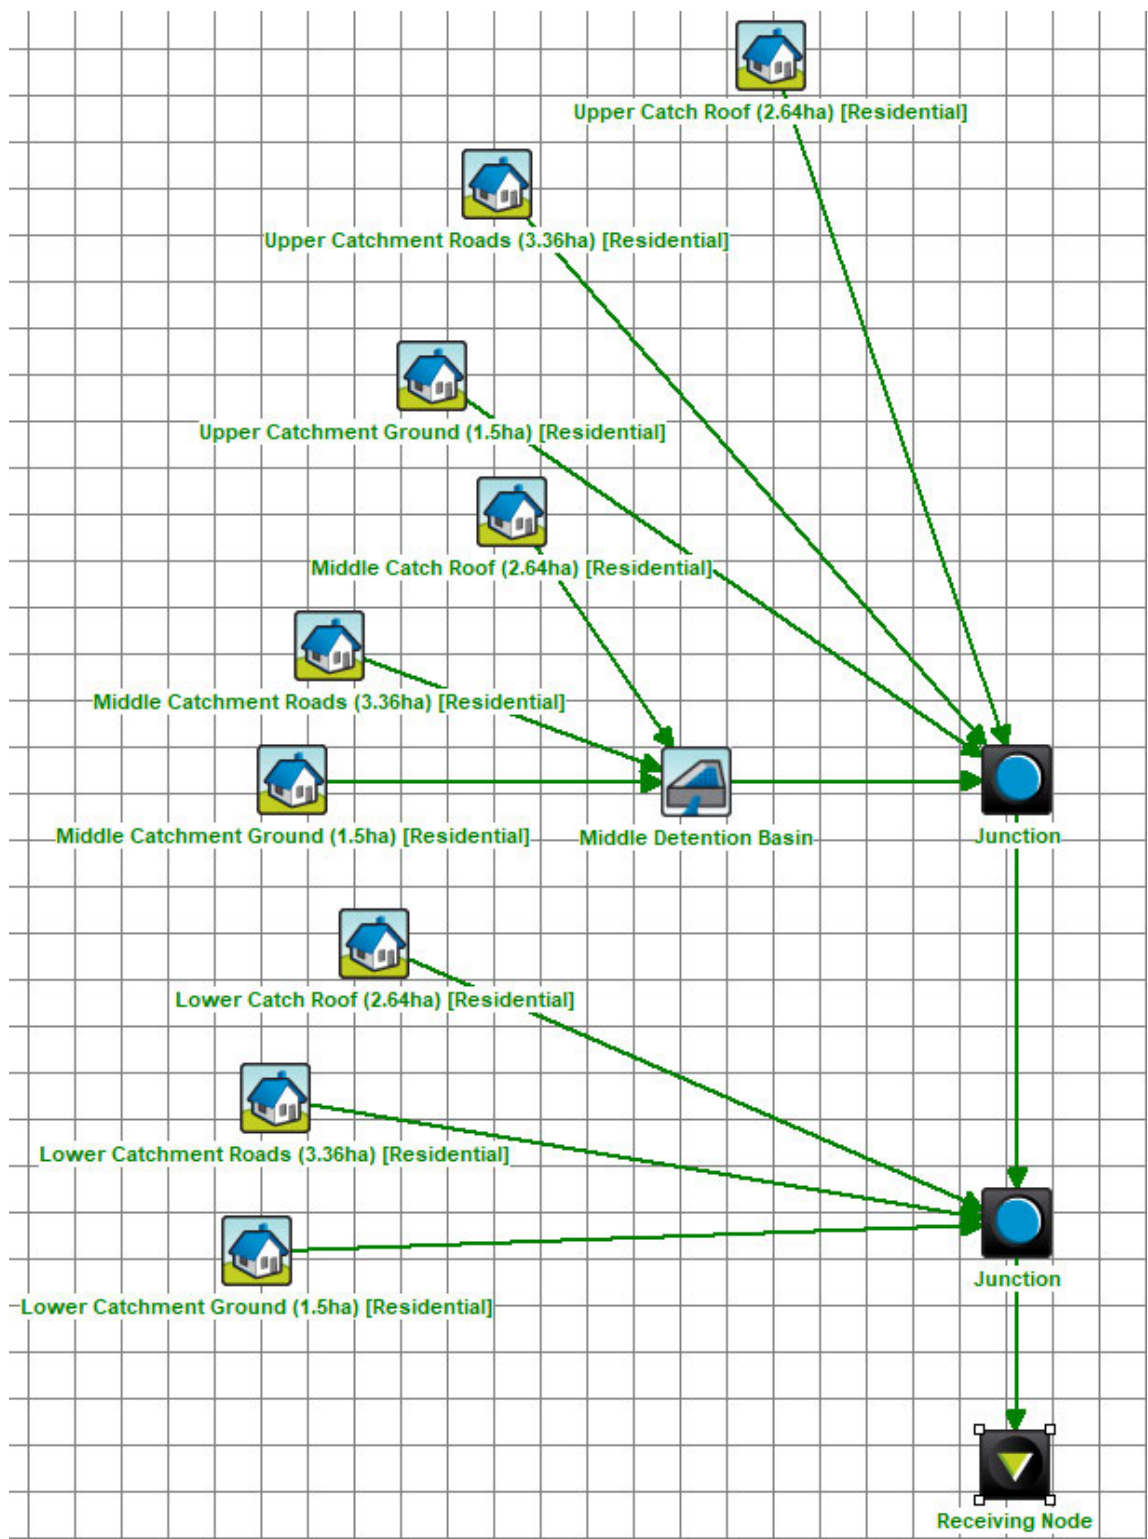 Upper Catch Roof (2.64ha) [Residential]
Upper Catchment Roads (3.36ha) [Residential]
Upper Catchment Ground (1.5ha) [Residential]
Middle Catch Roof (2.64ha) [Residential]
Middle Catchment Roads (3.36ha) [Residential]
Middle Catchment Ground (1.5ha) [Residential]
Middle Detention Basin
Junction
Lower Catch Roof (2.64ha) [Residential]
Lower Catchment Roads (3.36ha) [Residential]
Junction
Lower Catchment Ground (1.5ha) [Residential]
Receiving Node